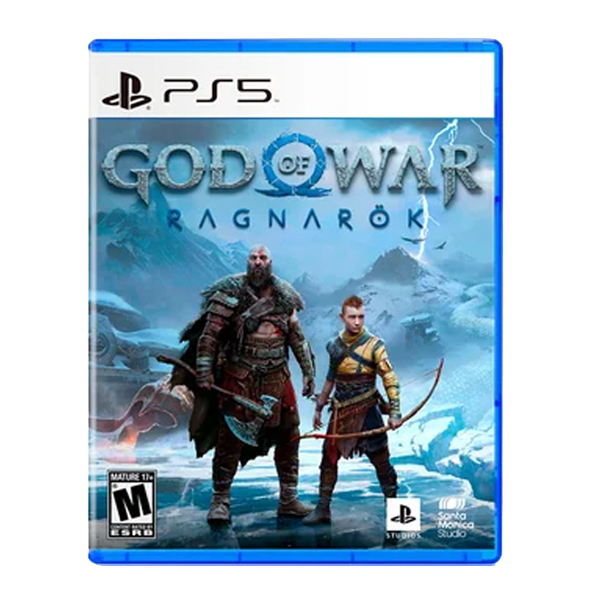 PS5
GOD OF WAR
RAGNARÖK
MATURE 17+
M
CONTENT RATED BY
ESRB
STUDIOS
Santa
Monica
Studio